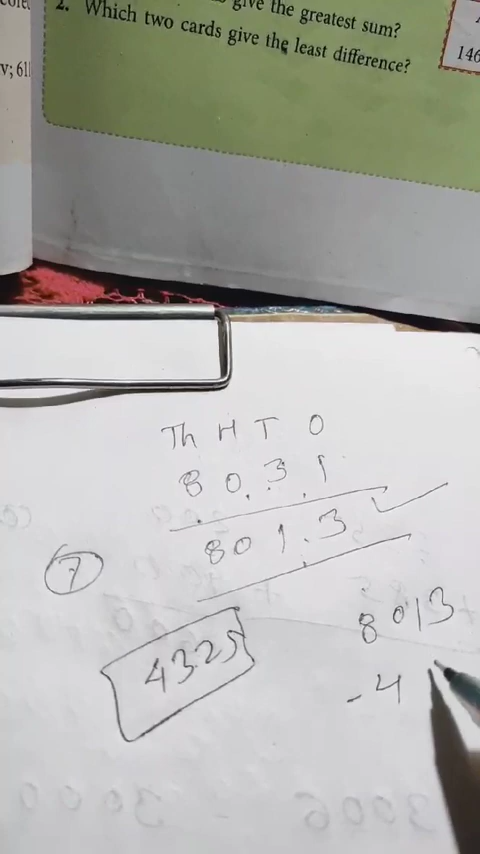 give the greatest sum?
2. Which two cards give the least difference?
146
v; 61
Th H T O
8 0 3 1
8 0 1 3
7
4325
8013
- 4